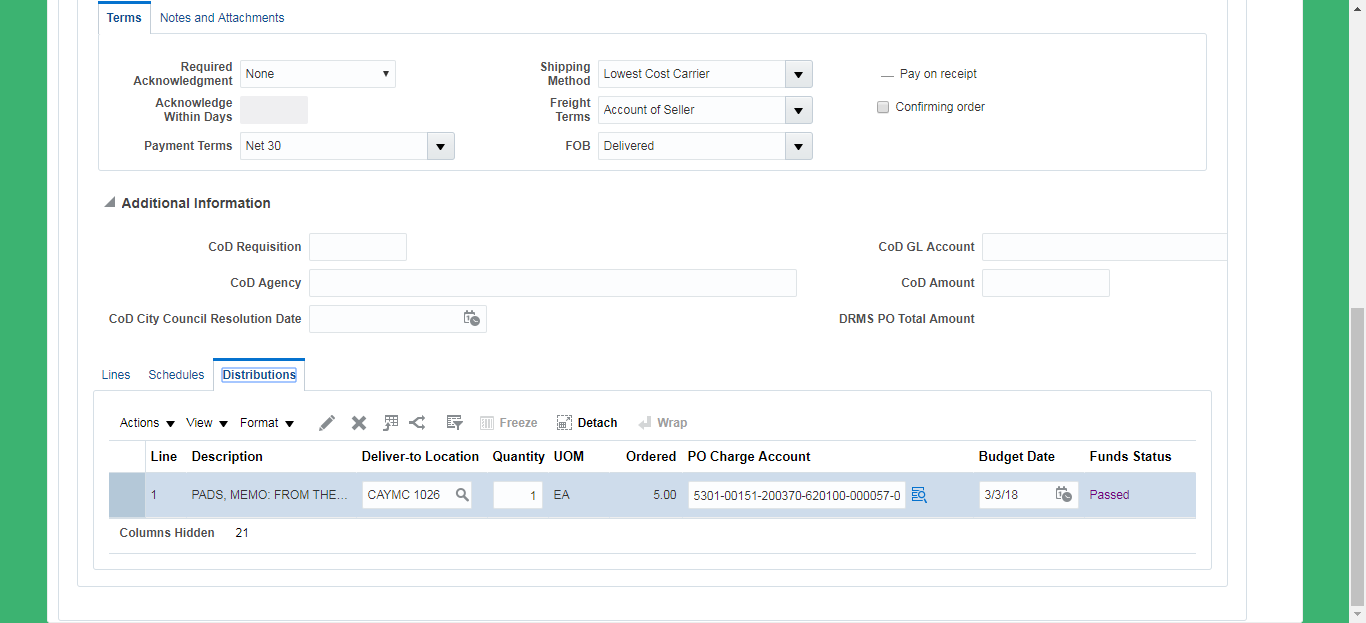 Terms Notes and Attachments
Required Acknowledgment None
Shipping Method Lowest Cost Carrier
Pay on receipt
Acknowledge Within Days
Freight Terms Account of Seller
Confirming order
Payment Terms Net 30
FOB Delivered
Additional Information
CoD Requisition
CoD GL Account
CoD Agency
CoD Amount
CoD City Council Resolution Date
DRMS PO Total Amount
Lines Schedules Distributions
Actions View Format Freeze Detach Wrap
Line Description Deliver-to Location Quantity UOM Ordered PO Charge Account Budget Date Funds Status
1 PADS, MEMO: FROM THE... CAYMC 1026 1 EA 5.00 5301-00151-200370-620100-000057-0 3/3/18 Passed
Columns Hidden 21